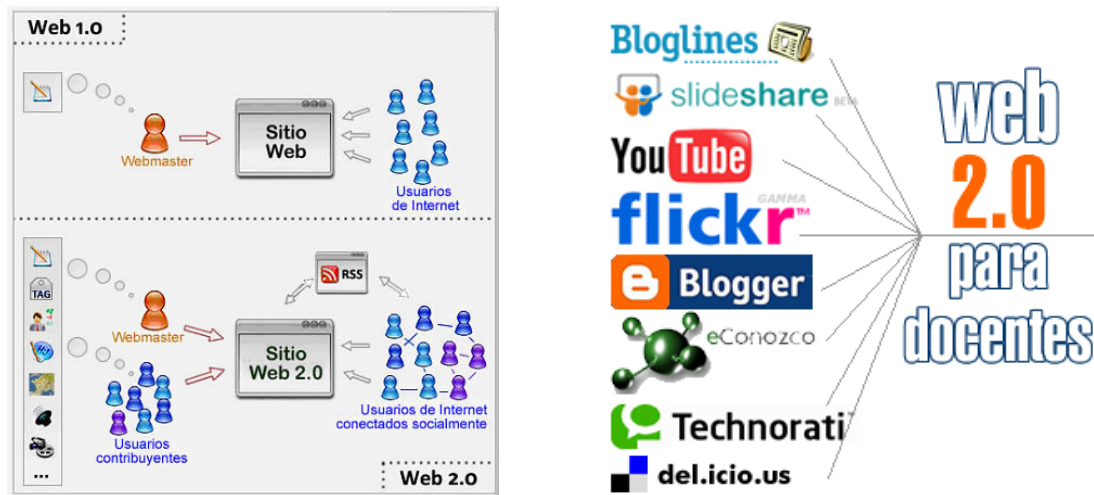 Web 1.0
Webmaster
Sitio
Web
Usuarios
de Internet
TAG
Hi!
RSS
Webmaster
Sitio
Web 2.0
Usuarios
contribuyentes
Usuarios de Internet
conectados socialmente
...
Web 2.0
Bloglines
slideshare BETA
YouTube
flickr GAMMA
TM
Blogger
eConozco
Technorati
del.icio.us
web
2.0
para
docentes